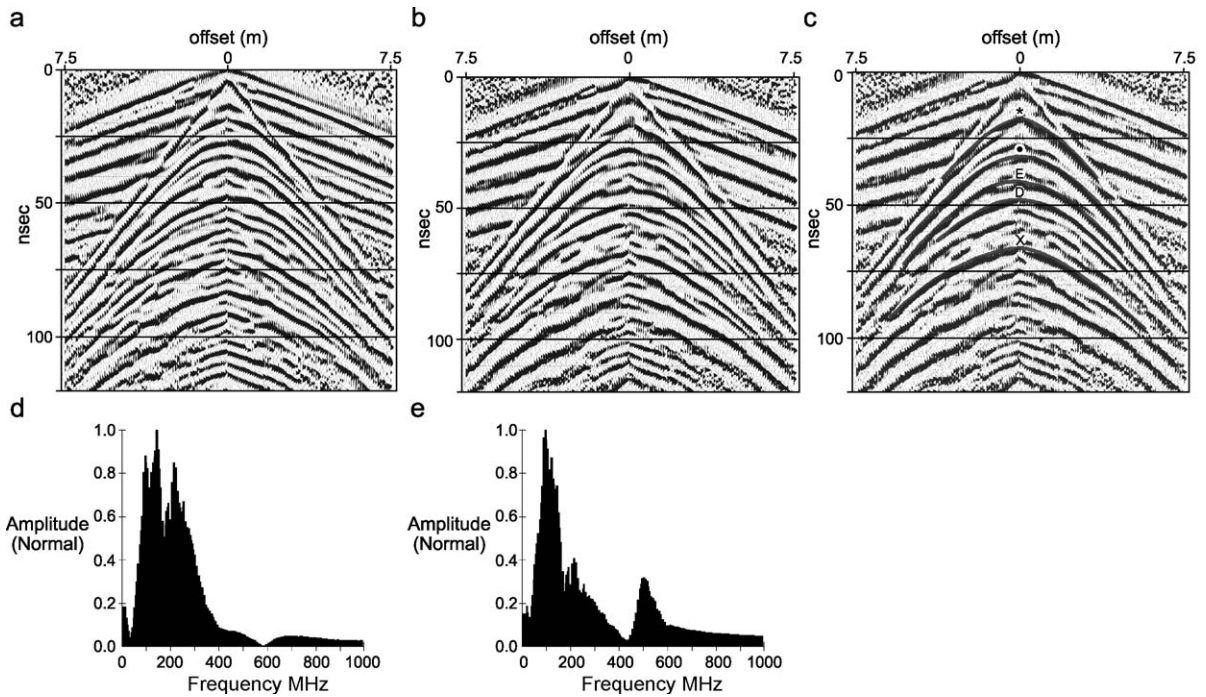 a
b
c
offset (m)
offset (m)
offset (m)
7.5 0 7.5
7.5 0 7.5
7.5 0 7.5
0
50
100
nsec
0
50
100
nsec
0
50
100
nsec
*
•
E
D
X
d
e
1.0
0.8
0.6
0.4
0.2
0.0
Amplitude
(Normal)
0 200 400 600 800 1000
Frequency MHz
1.0
0.8
0.6
0.4
0.2
0.0
Amplitude
(Normal)
0 200 400 600 800 1000
Frequency MHz